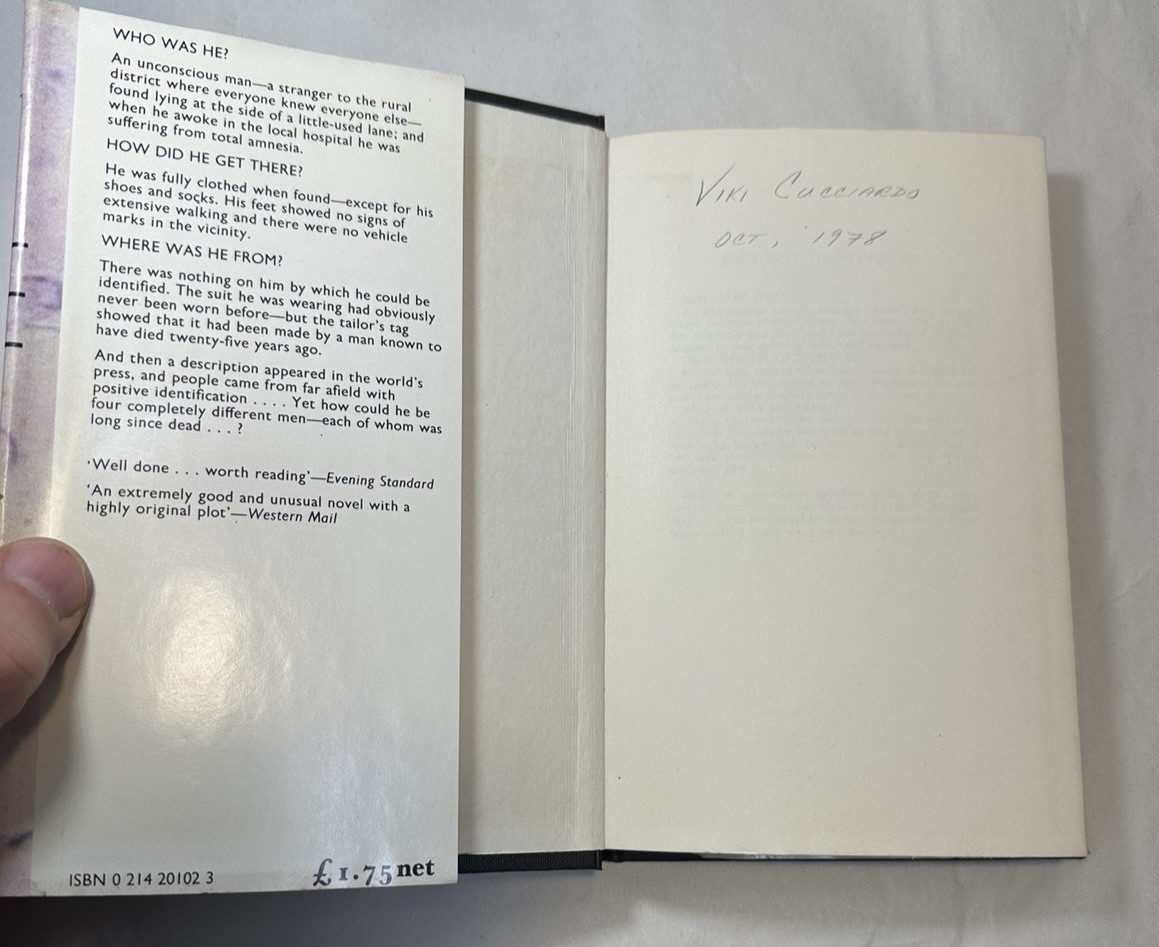 WHO WAS HE?
An unconscious man—a stranger to the rural
district where everyone knew everyone else—
found lying at the side of a little-used lane; and
when he awoke in the local hospital he was
suffering from total amnesia.
HOW DID HE GET THERE?
He was fully clothed when found—except for his
shoes and socks. His feet showed no signs of
extensive walking and there were no vehicle
marks in the vicinity.
WHERE WAS HE FROM?
There was nothing on him by which he could be
identified. The suit he was wearing had obviously
never been worn before—but the tailor's tag
showed that it had been made by a man known to
have died twenty-five years ago.
And then a description appeared in the world's
press, and people came from far afield with
positive identification . . . . Yet how could he be
four completely different men—each of whom was
long since dead . . . ?
'Well done . . . worth reading'—Evening Standard
'An extremely good and unusual novel with a
highly original plot'—Western Mail
ISBN 0 214 20102 3
£1.75 net
VIKI CUCCIARDO
OCT, 1978